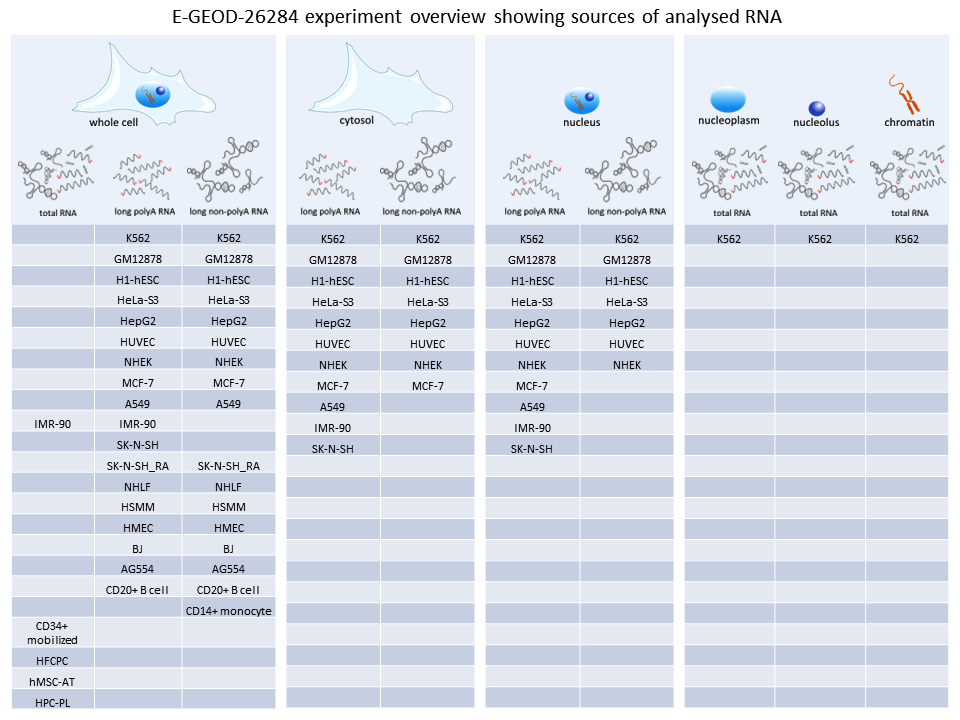 E-GEOD-26284 experiment overview showing sources of analysed RNA
whole cell
cytosol
nucleus
nucleoplasm
nucleolus
chromatin
total RNA
long polyA RNA
long non-polyA RNA
long polyA RNA
long non-polyA RNA
long polyA RNA
long non-polyA RNA
total RNA
total RNA
total RNA
K562 K562 K562 K562 K562 K562 K562 K562 K562
GM12878 GM12878 GM12878 GM12878 GM12878 GM12878
H1-hESC H1-hESC H1-hESC H1-hESC H1-hESC H1-hESC
HeLa-S3 HeLa-S3 HeLa-S3 HeLa-S3 HeLa-S3 HeLa-S3
HepG2 HepG2 HepG2 HepG2 HepG2 HepG2
HUVEC HUVEC HUVEC HUVEC HUVEC HUVEC
NHEK NHEK NHEK NHEK NHEK NHEK
MCF-7 MCF-7 MCF-7 MCF-7 MCF-7
A549 A549 A549 A549
IMR-90 IMR-90 IMR-90 IMR-90
SK-N-SH SK-N-SH SK-N-SH
SK-N-SH_RA SK-N-SH_RA
NHLF NHLF
HSMM HSMM
HMEC HMEC
BJ BJ
AG554 AG554
CD20+ B cell CD20+ B cell
CD14+ monocyte
CD34+
mobilized
HFCPC
hMSC-AT
HPC-PL